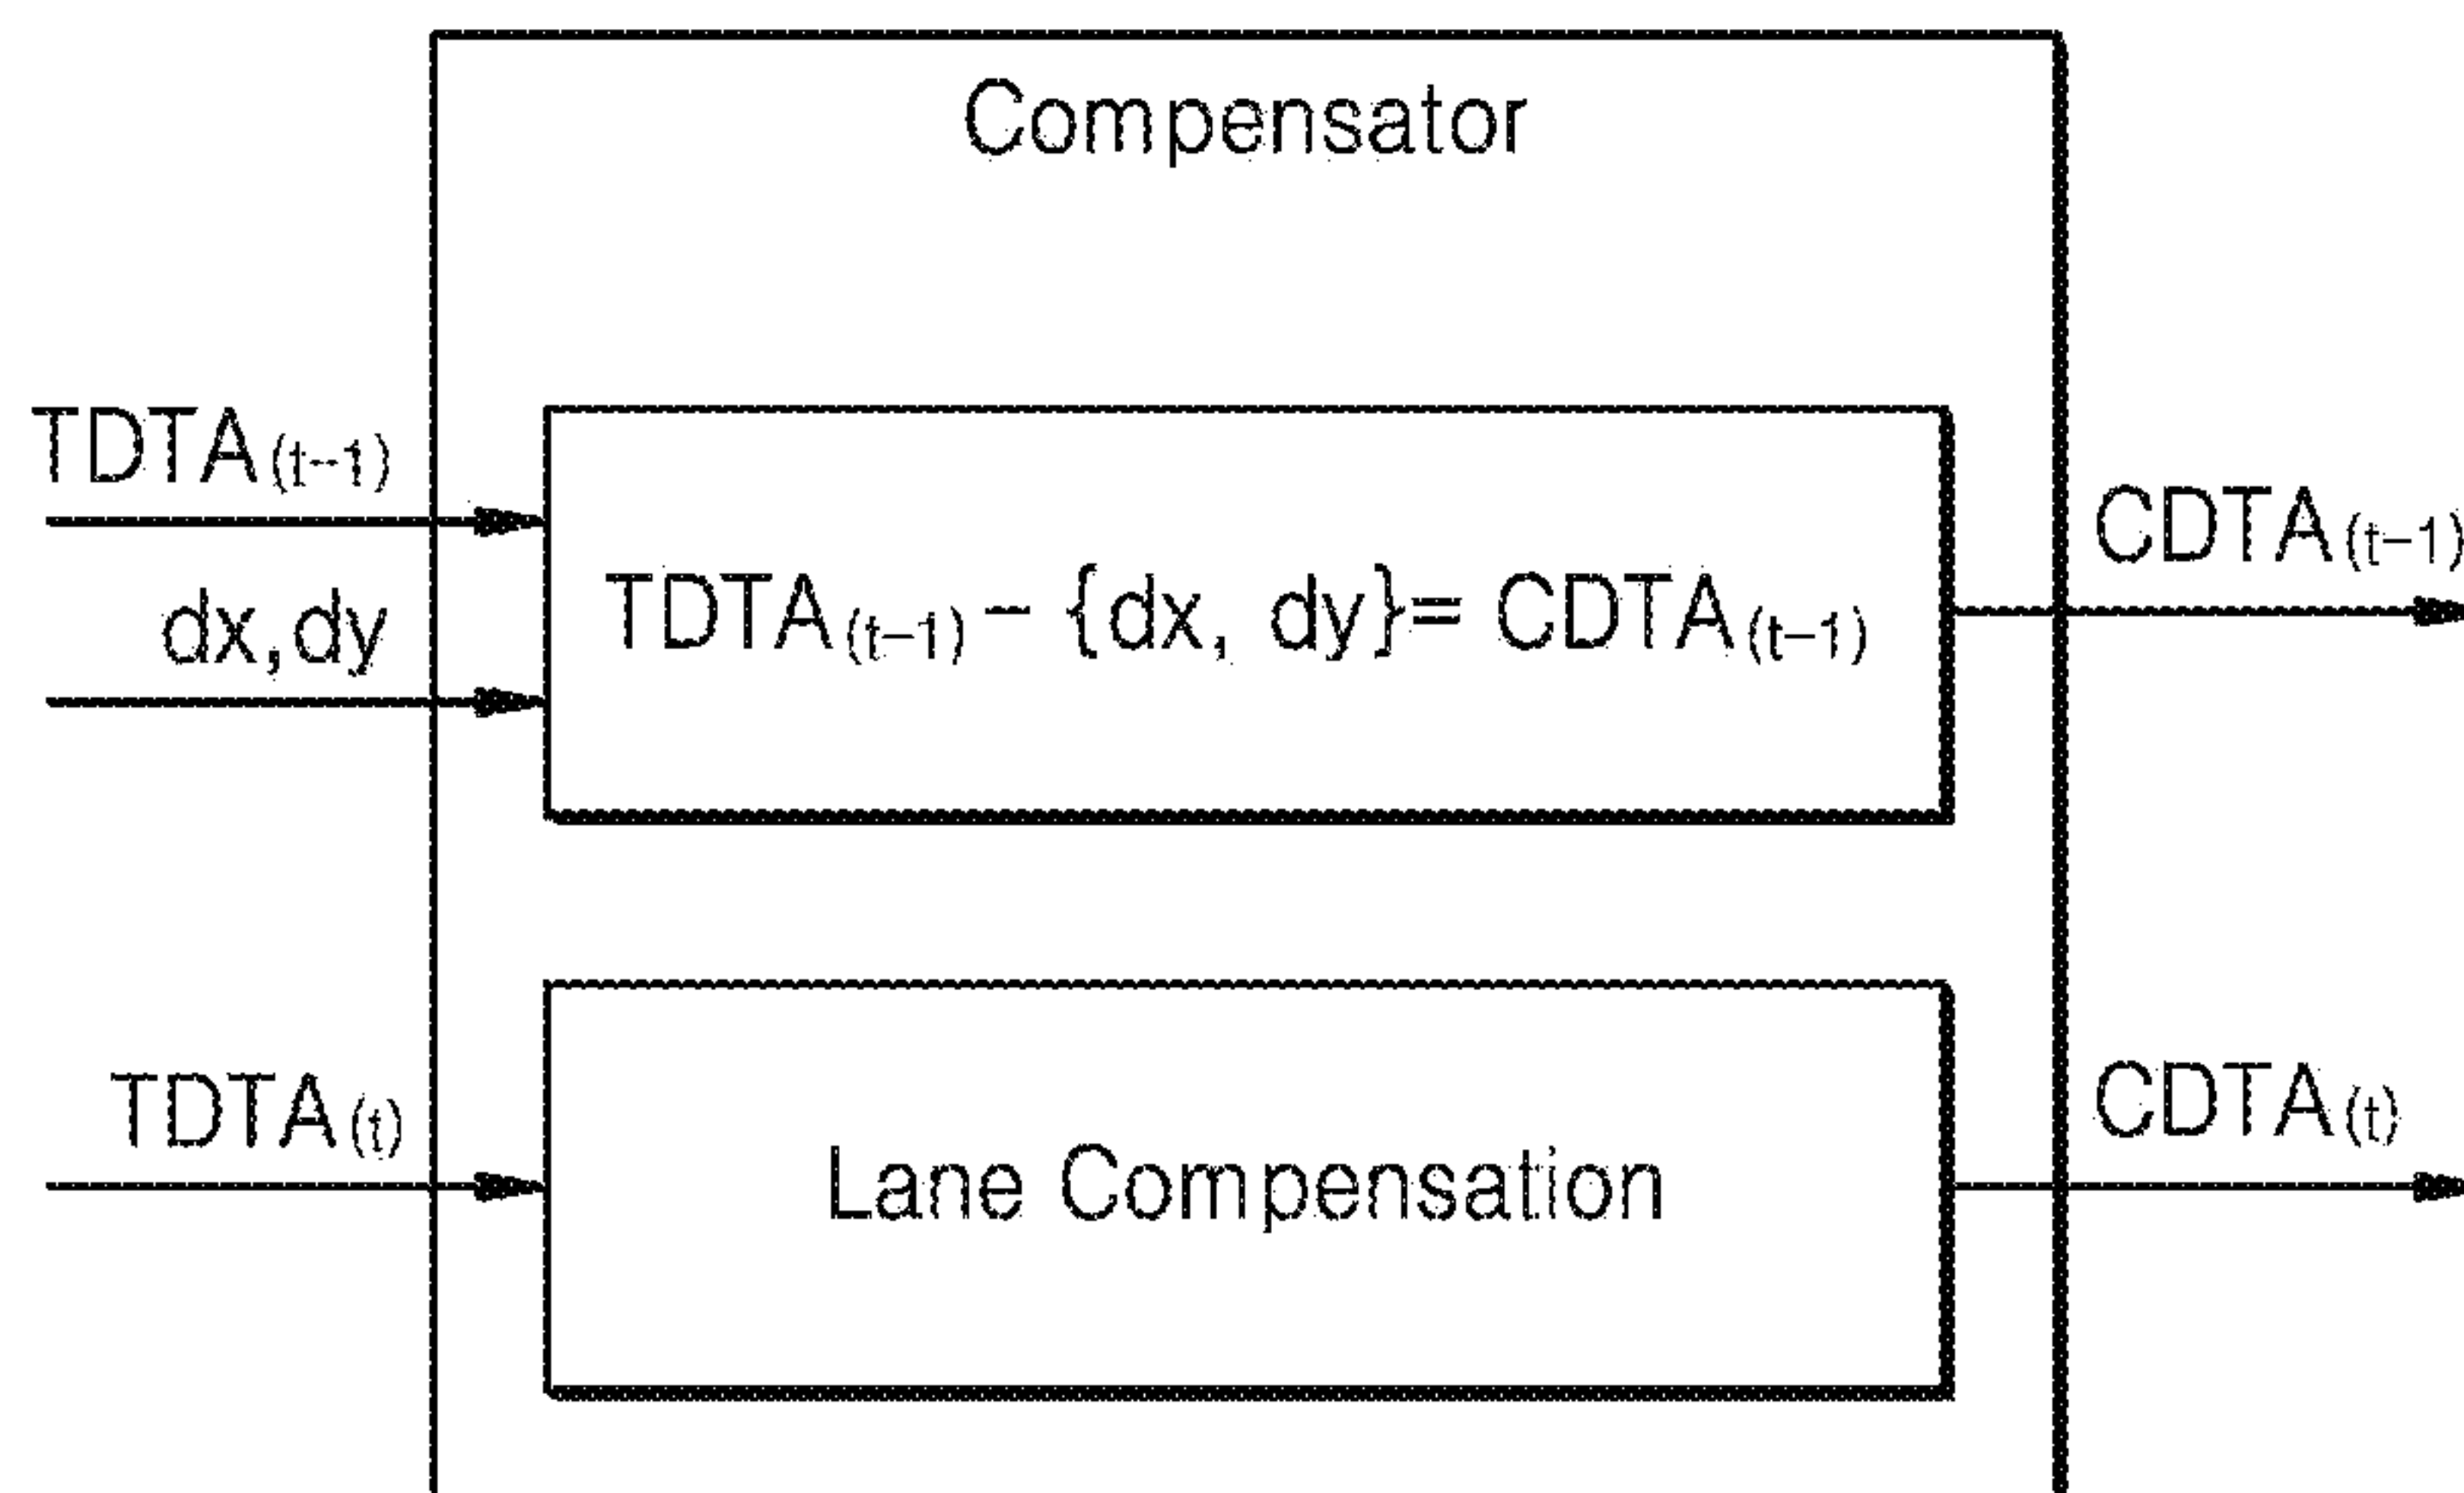 Compensator
TDTA(t-1)
dx,dy
TDTA(t-1) - {dx, dy}= CDTA(t-1)
CDTA(t-1)
TDTA(t)
Lane Compensation
CDTA(t)